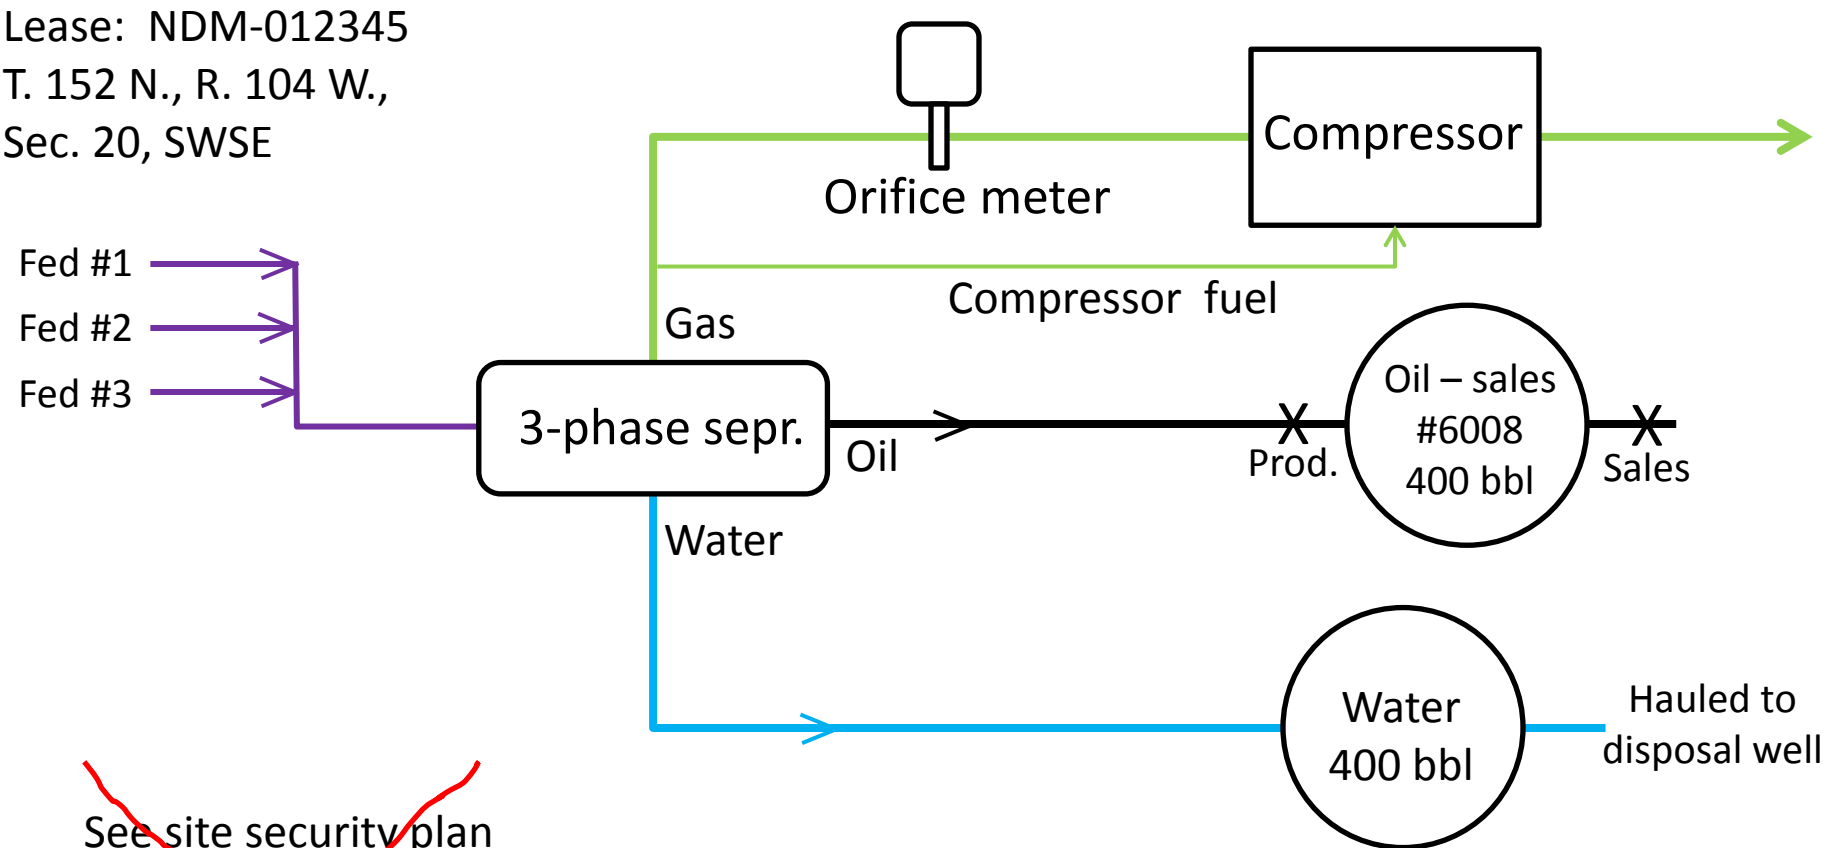 Lease:  NDM-012345
T. 152 N., R. 104 W.,
Sec. 20, SWSE
Compressor
Orifice meter
Fed #1
Compressor  fuel
Fed #2
Gas
Fed #3
3-phase sepr.
Oil
Prod.
Oil – sales
#6008
400 bbl
Sales
Water
Water
400 bbl
Hauled to
disposal well
See site security plan